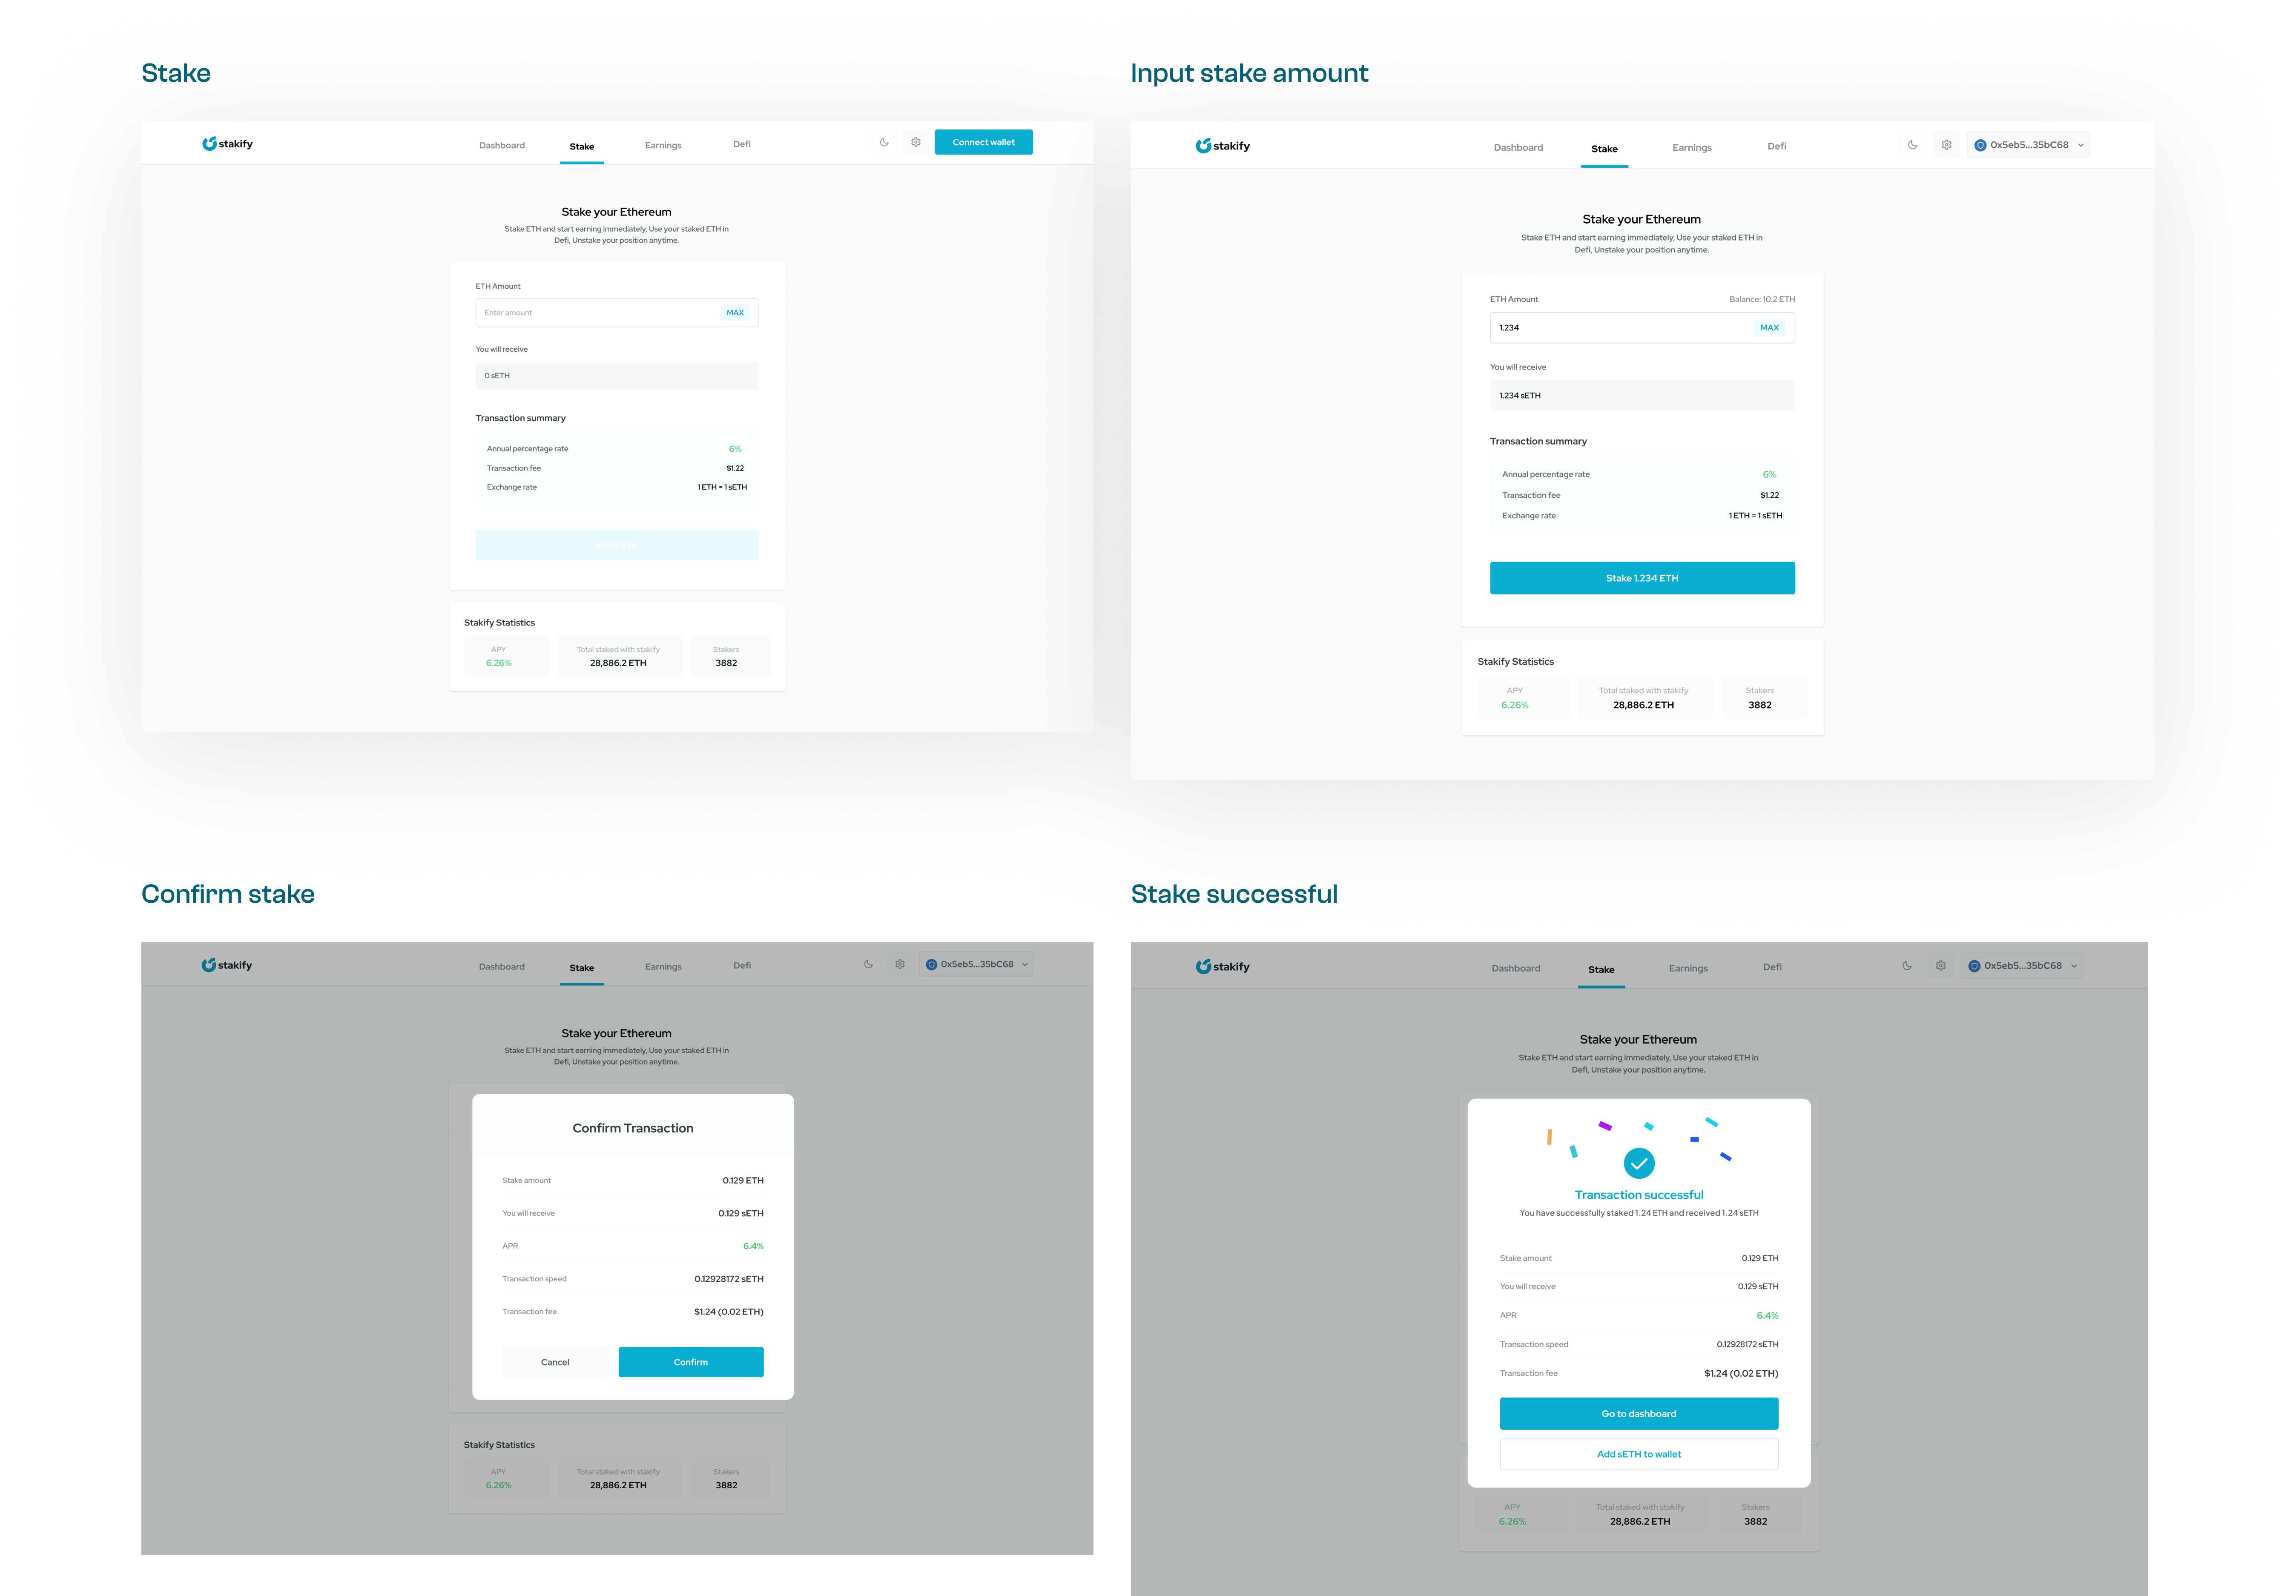 Stake
stakify
Dashboard
Stake
Earnings
Defi
Connect wallet
Stake your Ethereum
Stake ETH and start earning immediately, Use your staked ETH in
Defi, Unstake your position anytime.
ETH Amount
Enter amount
MAX
You will receive
0 sETH
Transaction summary
Annual percentage rate
6%
Transaction fee
$1.22
Exchange rate
1 ETH = 1 sETH
Stake ETH
Stakify Statistics
APY
6.26%
Total staked with stakify
28,886.2 ETH
Stakers
3882
Input stake amount
stakify
Dashboard
Stake
Earnings
Defi
0x5eb5...35bC68
Stake your Ethereum
Stake ETH and start earning immediately, Use your staked ETH in
Defi, Unstake your position anytime.
ETH Amount
Balance: 10.2 ETH
1.234
MAX
You will receive
1.234 sETH
Transaction summary
Annual percentage rate
6%
Transaction fee
$1.22
Exchange rate
1 ETH = 1 sETH
Stake 1.234 ETH
Stakify Statistics
APY
6.26%
Total staked with stakify
28,886.2 ETH
Stakers
3882
Confirm stake
stakify
Dashboard
Stake
Earnings
Defi
0x5eb5...35bC68
Stake your Ethereum
Stake ETH and start earning immediately, Use your staked ETH in
Defi, Unstake your position anytime.
Confirm Transaction
Stake amount
0.129 ETH
You will receive
0.129 sETH
APR
6.4%
Transaction speed
0.12928172 sETH
Transaction fee
$1.24 (0.02 ETH)
Cancel
Confirm
Stakify Statistics
APY
6.26%
Total staked with stakify
28,886.2 ETH
Stakers
3882
Stake successful
stakify
Dashboard
Stake
Earnings
Defi
0x5eb5...35bC68
Stake your Ethereum
Stake ETH and start earning immediately, Use your staked ETH in
Defi, Unstake your position anytime.
Transaction successful
You have successfully staked 1.24 ETH and received 1.24 sETH
Stake amount
0.129 ETH
You will receive
0.129 sETH
APR
6.4%
Transaction speed
0.12928172 sETH
Transaction fee
$1.24 (0.02 ETH)
Go to dashboard
Add sETH to wallet
APY
6.26%
Total staked with stakify
28,886.2 ETH
Stakers
3882